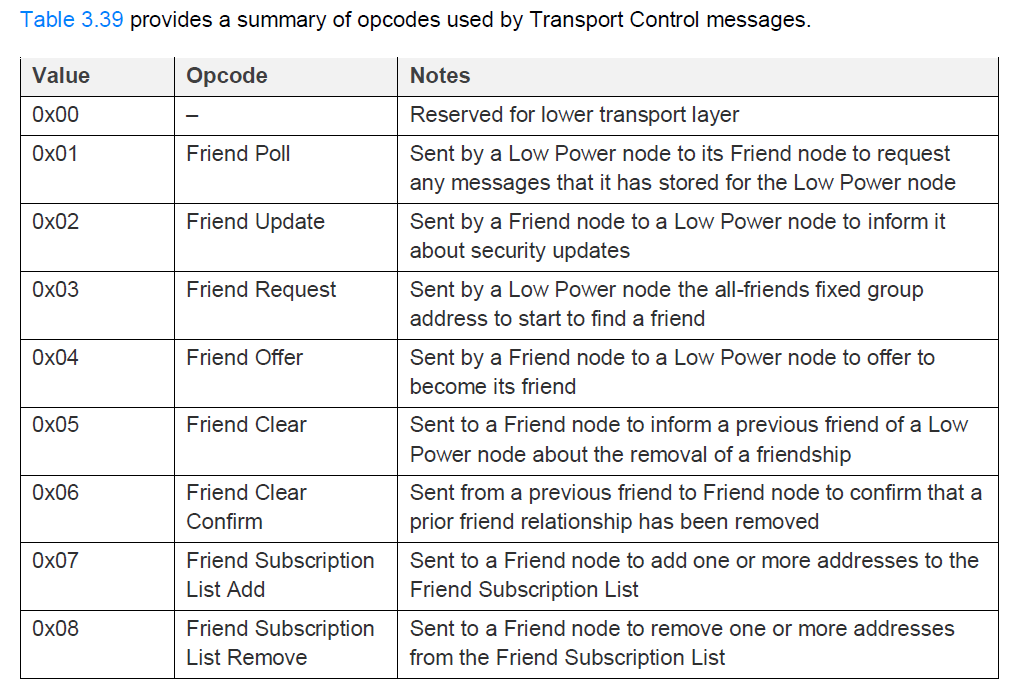 Table 3.39 provides a summary of opcodes used by Transport Control messages.
Value Opcode Notes
0x00 – Reserved for lower transport layer
0x01 Friend Poll Sent by a Low Power node to its Friend node to request
any messages that it has stored for the Low Power node
0x02 Friend Update Sent by a Friend node to a Low Power node to inform it
about security updates
0x03 Friend Request Sent by a Low Power node the all-friends fixed group
address to start to find a friend
0x04 Friend Offer Sent by a Friend node to a Low Power node to offer to
become its friend
0x05 Friend Clear Sent to a Friend node to inform a previous friend of a Low
Power node about the removal of a friendship
0x06 Friend Clear Sent from a previous friend to Friend node to confirm that a
Confirm prior friend relationship has been removed
0x07 Friend Subscription Sent to a Friend node to add one or more addresses to the
List Add Friend Subscription List
0x08 Friend Subscription Sent to a Friend node to remove one or more addresses
List Remove from the Friend Subscription List